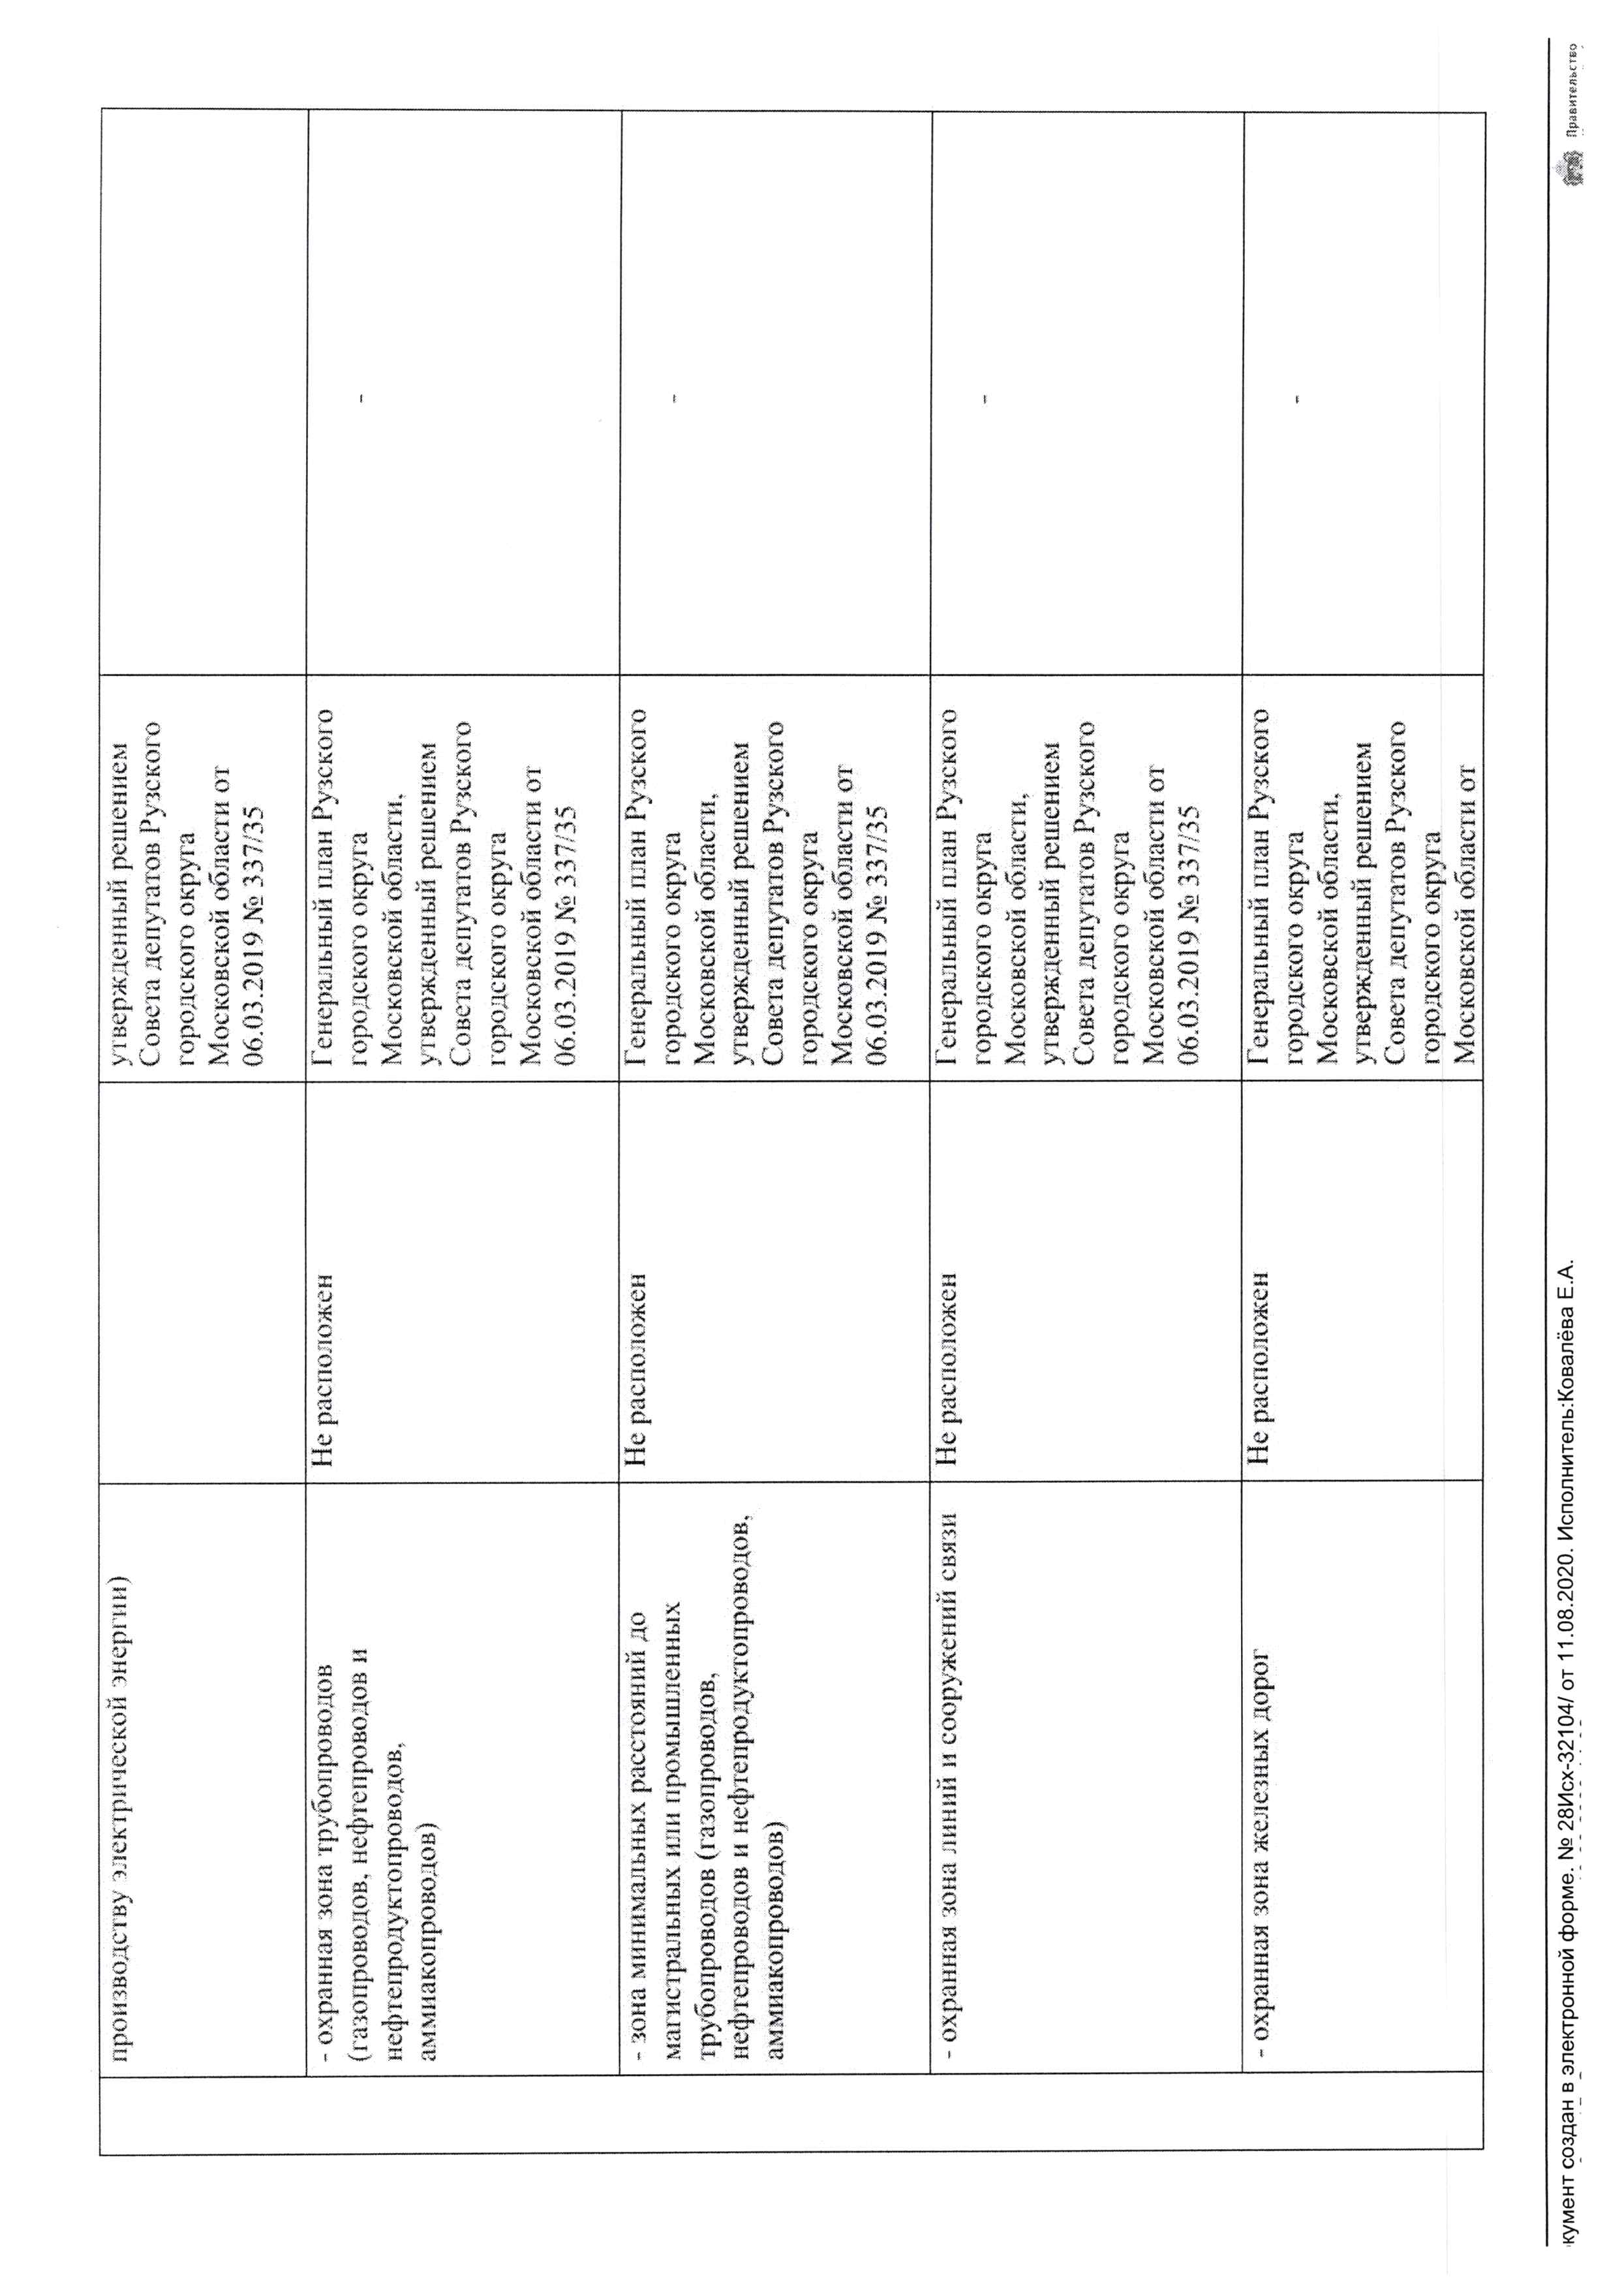 производству электрической энергии)
утвержденный решением
Совета депутатов Рузского
городского округа
Московской области от
06.03.2019 № 337/35
- охранная зона трубопроводов
(газопроводов, нефтепроводов и
нефтепродуктопроводов,
аммиакопроводов)
Не расположен
Генеральный план Рузского
городского округа
Московской области,
утвержденный решением
Совета депутатов Рузского
городского округа
Московской области от
06.03.2019 № 337/35
-
- зона минимальных расстояний до
магистральных или промышленных
трубопроводов (газопроводов,
нефтепроводов и нефтепродуктопроводов,
аммиакопроводов)
Не расположен
Генеральный план Рузского
городского округа
Московской области,
утвержденный решением
Совета депутатов Рузского
городского округа
Московской области от
06.03.2019 № 337/35
-
- охранная зона линий и сооружений связи
Не расположен
Генеральный план Рузского
городского округа
Московской области,
утвержденный решением
Совета депутатов Рузского
городского округа
Московской области от
06.03.2019 № 337/35
-
- охранная зона железных дорог
Не расположен
Генеральный план Рузского
городского округа
Московской области,
утвержденный решением
Совета депутатов Рузского
городского округа
Московской области от
-
кумент создан в электронной форме. № 28Исх-32104/ от 11.08.2020. Исполнитель:Ковалёва Е.А.
Правительство